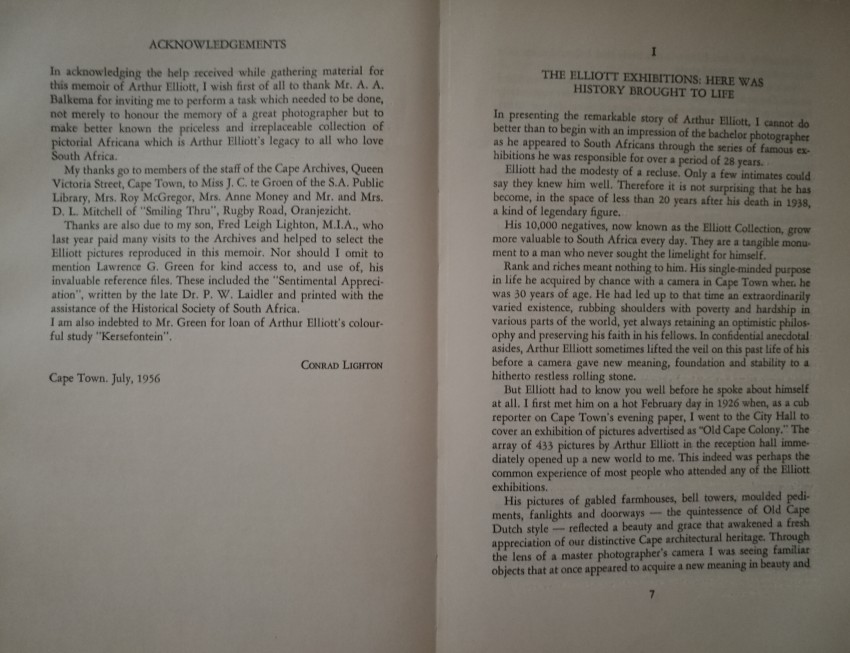 ACKNOWLEDGEMENTS
In acknowledging the help received while gathering material for
this memoir of Arthur Elliott, I wish first of all to thank Mr. A. A.
Balkema for inviting me to perform a task which needed to be done,
not merely to honour the memory of a great photographer but to
make better known the priceless and irreplaceable collection of
pictorial Africana which is Arthur Elliott's legacy to all who love
South Africa.
My thanks go to members of the staff of the Cape Archives, Queen
Victoria Street, Cape Town, to Miss J. C. te Groen of the S.A. Public
Library, Mrs. Roy McGregor, Mrs. Anne Money and Mr. and Mrs.
D. L. Mitchell of "Smiling Thru", Rugby Road, Oranjezicht.
Thanks are also due to my son, Fred Leigh Lighton, M.I.A., who
last year paid many visits to the Archives and helped to select the
Elliott pictures reproduced in this memoir. Nor should I omit to
mention Lawrence G. Green for kind access to, and use of, his
invaluable reference files. These included the "Sentimental Appreci-
ation", written by the late Dr. P. W. Laidler and printed with the
assistance of the Historical Society of South Africa.
I am also indebted to Mr. Green for loan of Arthur Elliott's colour-
ful study "Kersefontein".
CONRAD LIGHTON
Cape Town. July, 1956
I
THE ELLIOTT EXHIBITIONS: HERE WAS
HISTORY BROUGHT TO LIFE
In presenting the remarkable story of Arthur Elliott, I cannot do
better than to begin with an impression of the bachelor photographer
as he appeared to South Africans through the series of famous ex-
hibitions he was responsible for over a period of 28 years.
Elliott had the modesty of a recluse. Only a few intimates could
say they knew him well. Therefore it is not surprising that he has
become, in the space of less than 20 years after his death in 1938,
a kind of legendary figure.
His 10,000 negatives, now known as the Elliott Collection, grow
more valuable to South Africa every day. They are a tangible monu-
ment to a man who never sought the limelight for himself.
Rank and riches meant nothing to him. His single-minded purpose
in life he acquired by chance with a camera in Cape Town when he
was 30 years of age. He had led up to that time an extraordinarily
varied existence, rubbing shoulders with poverty and hardship in
various parts of the world, yet always retaining an optimistic philos-
ophy and preserving his faith in his fellows. In confidential anecdotal
asides, Arthur Elliott sometimes lifted the veil on this past life of his
before a camera gave new meaning, foundation and stability to a
hitherto restless rolling stone.
But Elliott had to know you well before he spoke about himself
at all. I first met him on a hot February day in 1926 when, as a cub
reporter on Cape Town's evening paper, I went to the City Hall to
cover an exhibition of pictures advertised as "Old Cape Colony." The
array of 433 pictures by Arthur Elliott in the reception hall imme-
diately opened up a new world to me. This indeed was perhaps the
common experience of most people who attended any of the Elliott
exhibitions.
His pictures of gabled farmhouses, bell towers, moulded pedi-
ments, fanlights and doorways — the quintessence of Old Cape
Dutch style — reflected a beauty and grace that awakened a fresh
appreciation of our distinctive Cape architectural heritage. Through
the lens of a master photographer's camera I was seeing familiar
objects that at once appeared to acquire a new meaning in beauty and
7